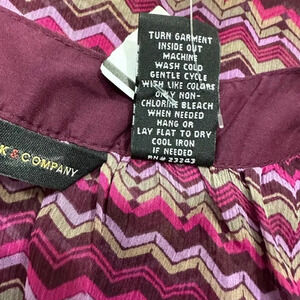 TURN GARMENT
INSIDE OUT
MACHINE
WASH COLD
GENTLE CYCLE
WITH LIKE COLORS
ONLY NON-
CHLORINE BLEACH
WHEN NEEDED
HANG OR
LAY FLAT TO DRY
COOL IRON
IF NEEDED
RN# 23243
K & COMPANY